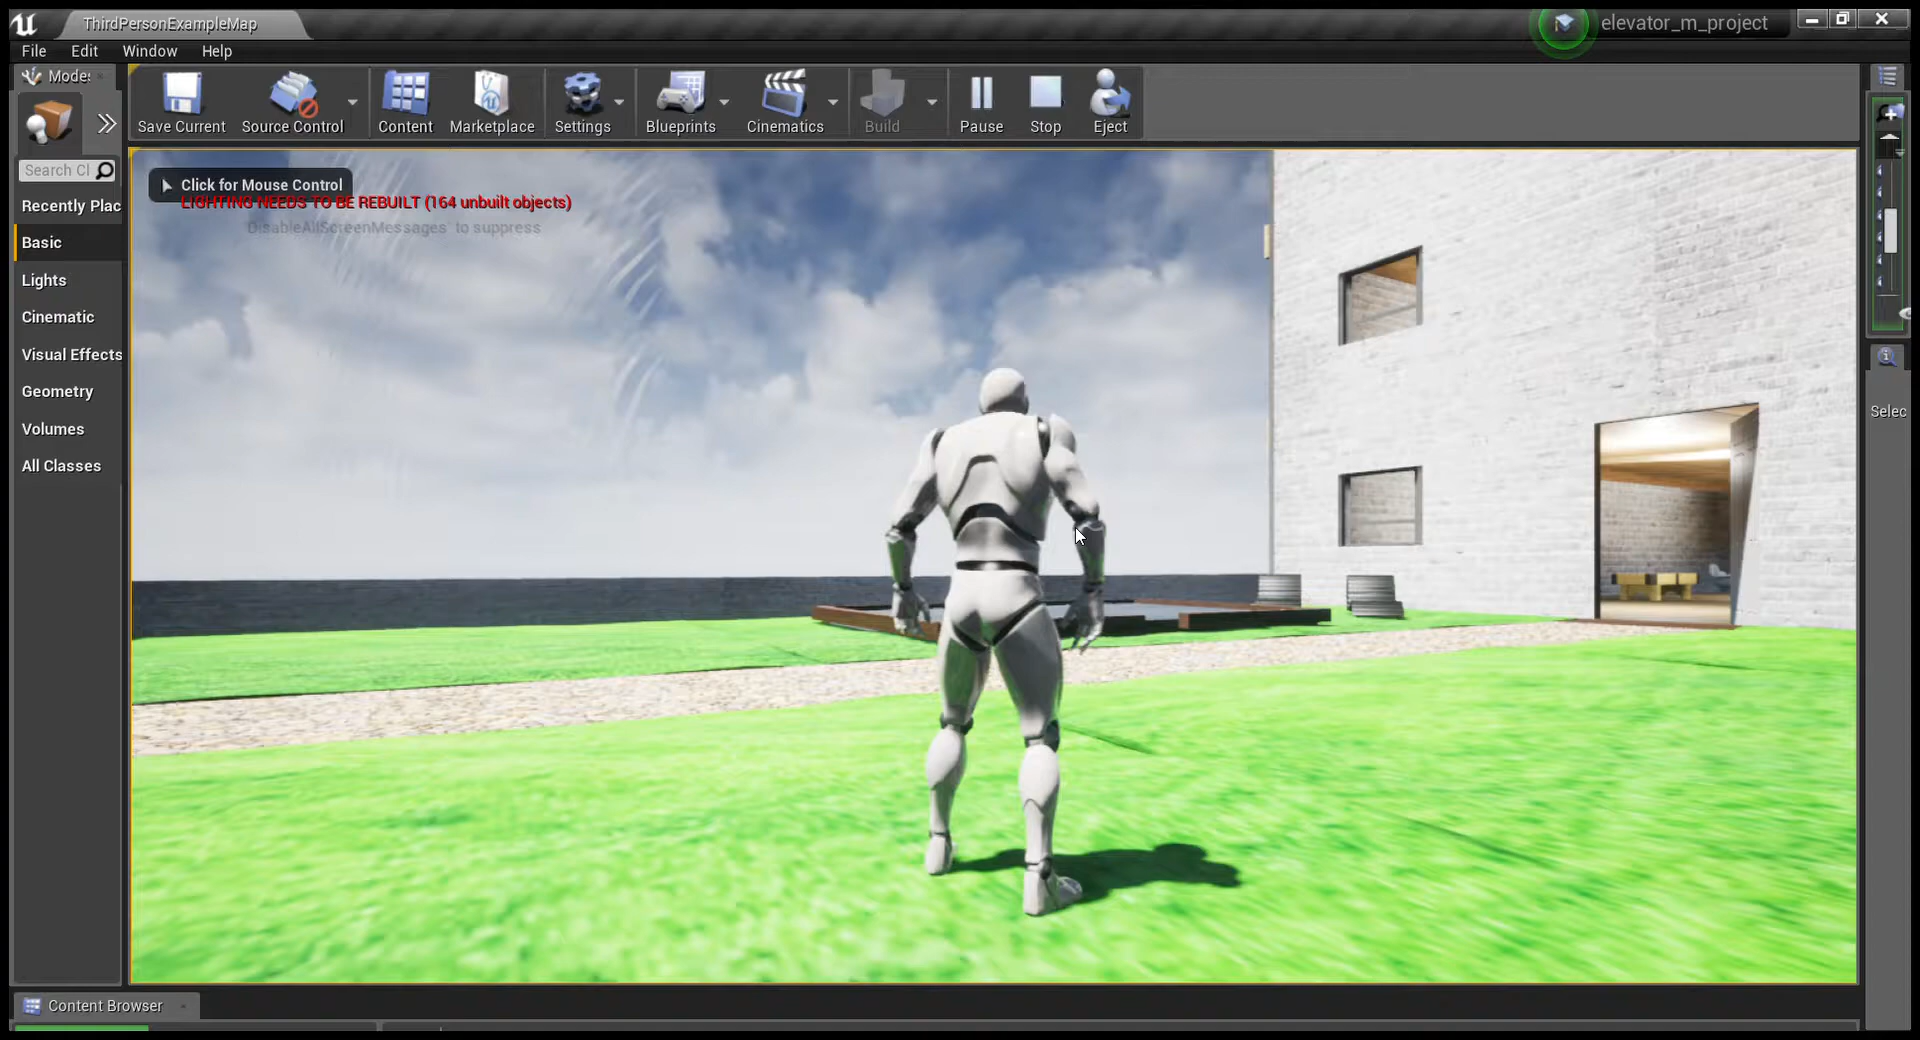 ThirdPersonExampleMap
elevator_m_project
File Edit Window Help
Modes
Save Current
Source Control
Content
Marketplace
Settings
Blueprints
Cinematics
Build
Pause
Stop
Eject
Search Cl
Recently Plac
Basic
Lights
Cinematic
Visual Effects
Geometry
Volumes
All Classes
Click for Mouse Control
LIGHTING NEEDS TO BE REBUILT (164 unbuilt objects)
DisableAllScreenMessages' to suppress
Selec
Content Browser